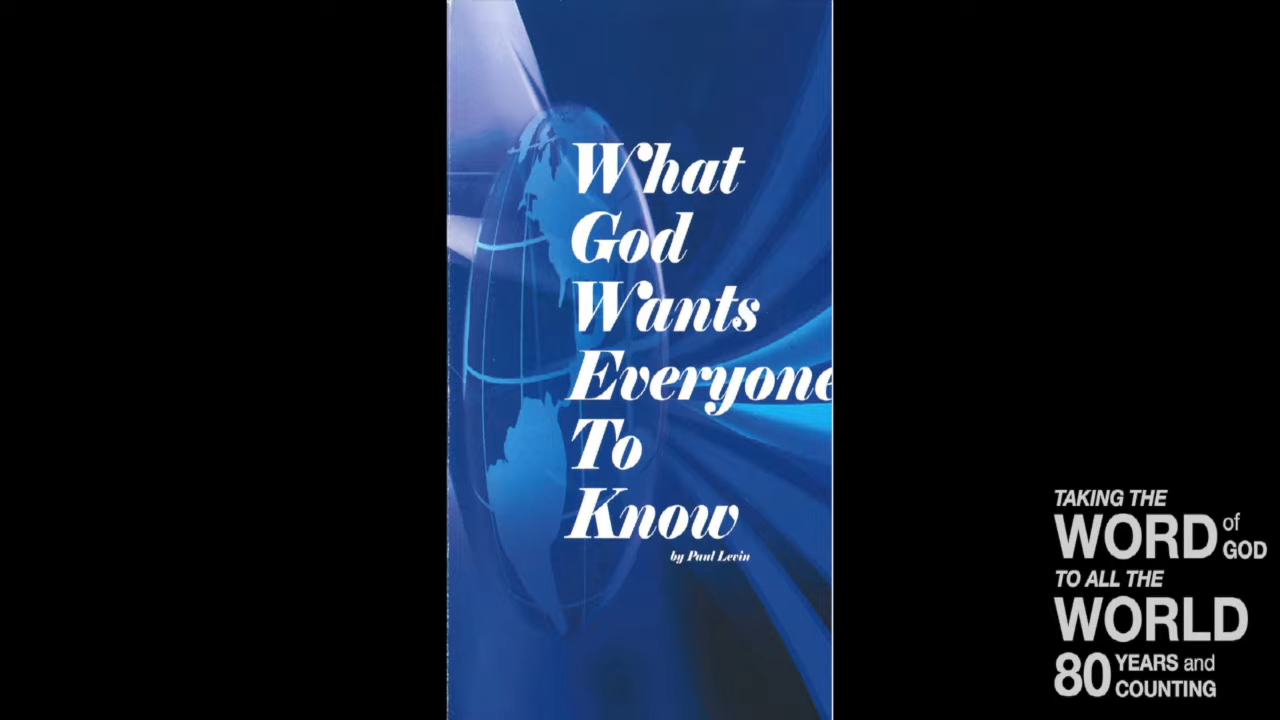 What
God
Wants
Everyone
To
Know
by Paul Levin
TAKING THE
WORD of GOD
TO ALL THE
WORLD
80 YEARS and
COUNTING